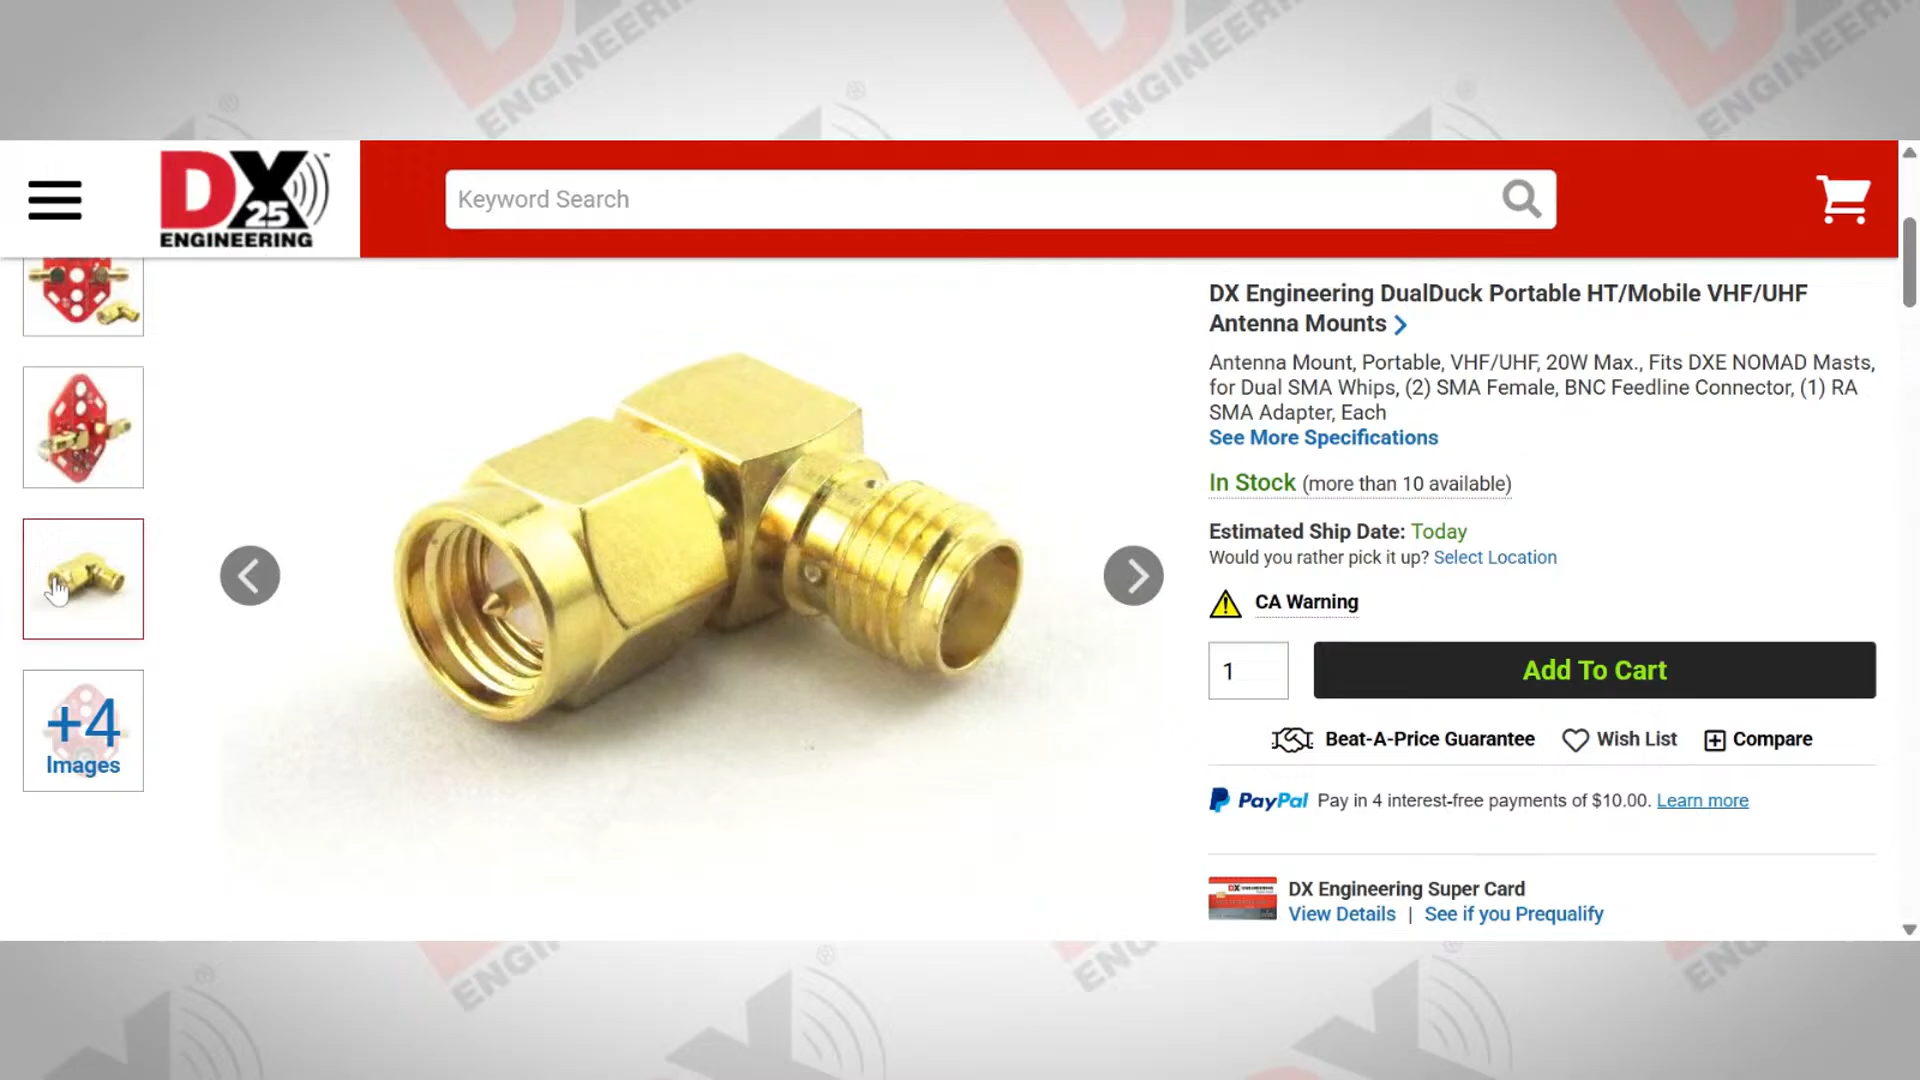 ENGINEERING
ENGINEERING
ENGINEERING
DX
25
ENGINEERING
Keyword Search
DX Engineering DualDuck Portable HT/Mobile VHF/UHF
Antenna Mounts
Antenna Mount, Portable, VHF/UHF, 20W Max., Fits DXE NOMAD Masts,
for Dual SMA Whips, (2) SMA Female, BNC Feedline Connector, (1) RA
SMA Adapter, Each
See More Specifications
In Stock (more than 10 available)
Estimated Ship Date: Today
Would you rather pick it up? Select Location
CA Warning
1
Add To Cart
+4
Images
Beat-A-Price Guarantee
Wish List
Compare
PayPal Pay in 4 interest-free payments of $10.00. Learn more
DX Engineering Super Card
View Details | See if you Prequalify